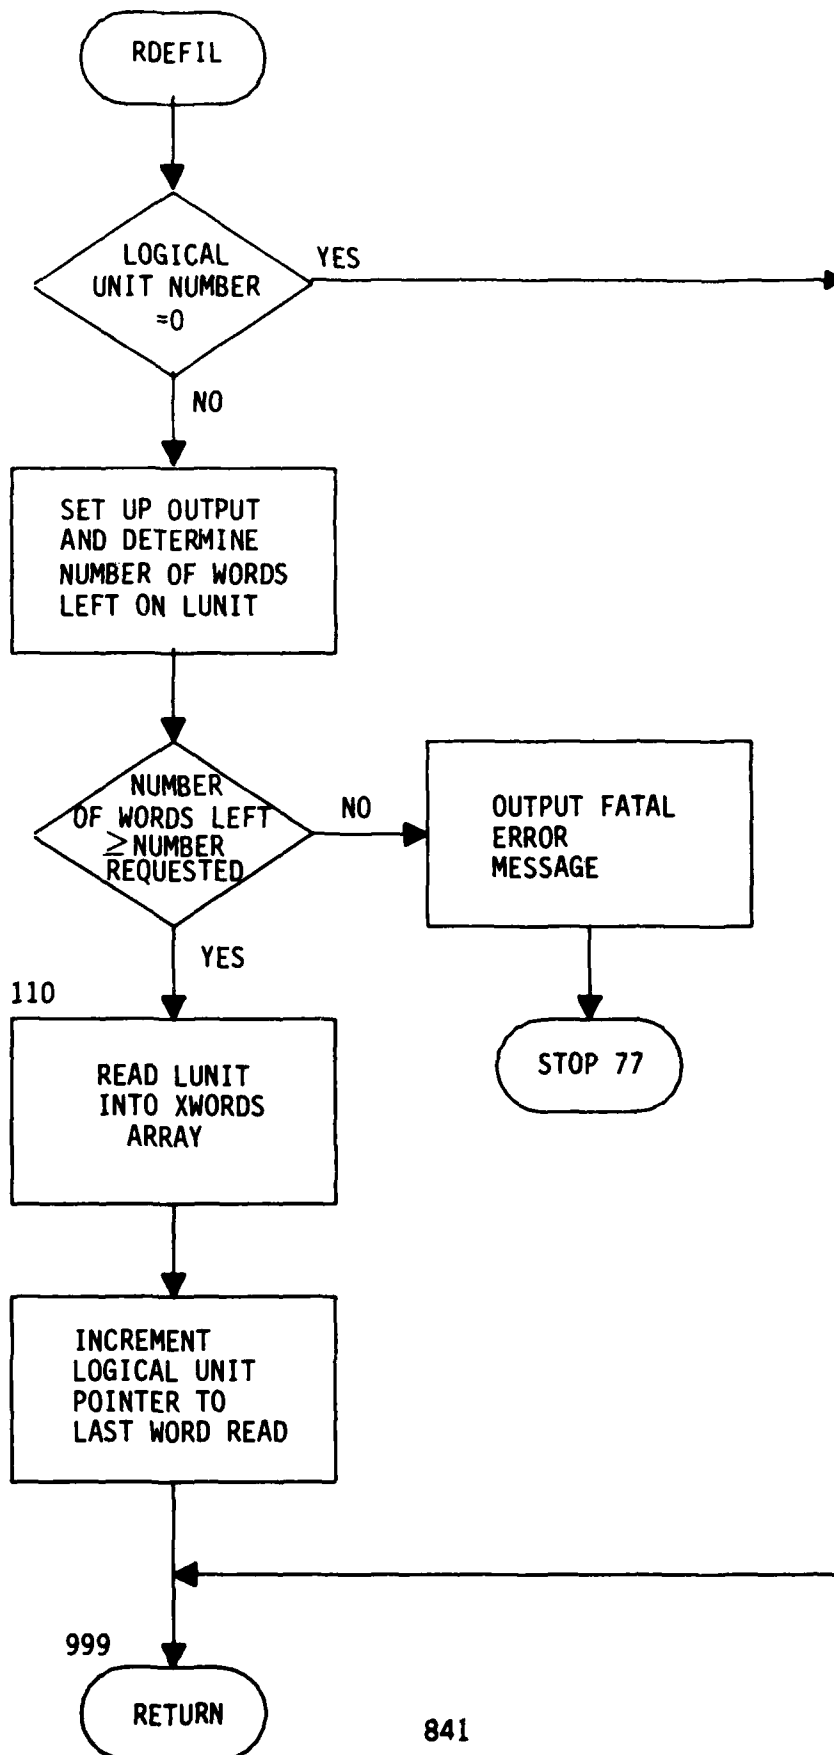 RDEFIL
LOGICAL
UNIT NUMBER
=0
YES
NO
SET UP OUTPUT
AND DETERMINE
NUMBER OF WORDS
LEFT ON LUNIT
NUMBER
OF WORDS LEFT
≥NUMBER
REQUESTED
NO
OUTPUT FATAL
ERROR
MESSAGE
YES
STOP 77
110
READ LUNIT
INTO XWORDS
ARRAY
INCREMENT
LOGICAL UNIT
POINTER TO
LAST WORD READ
999
RETURN
841